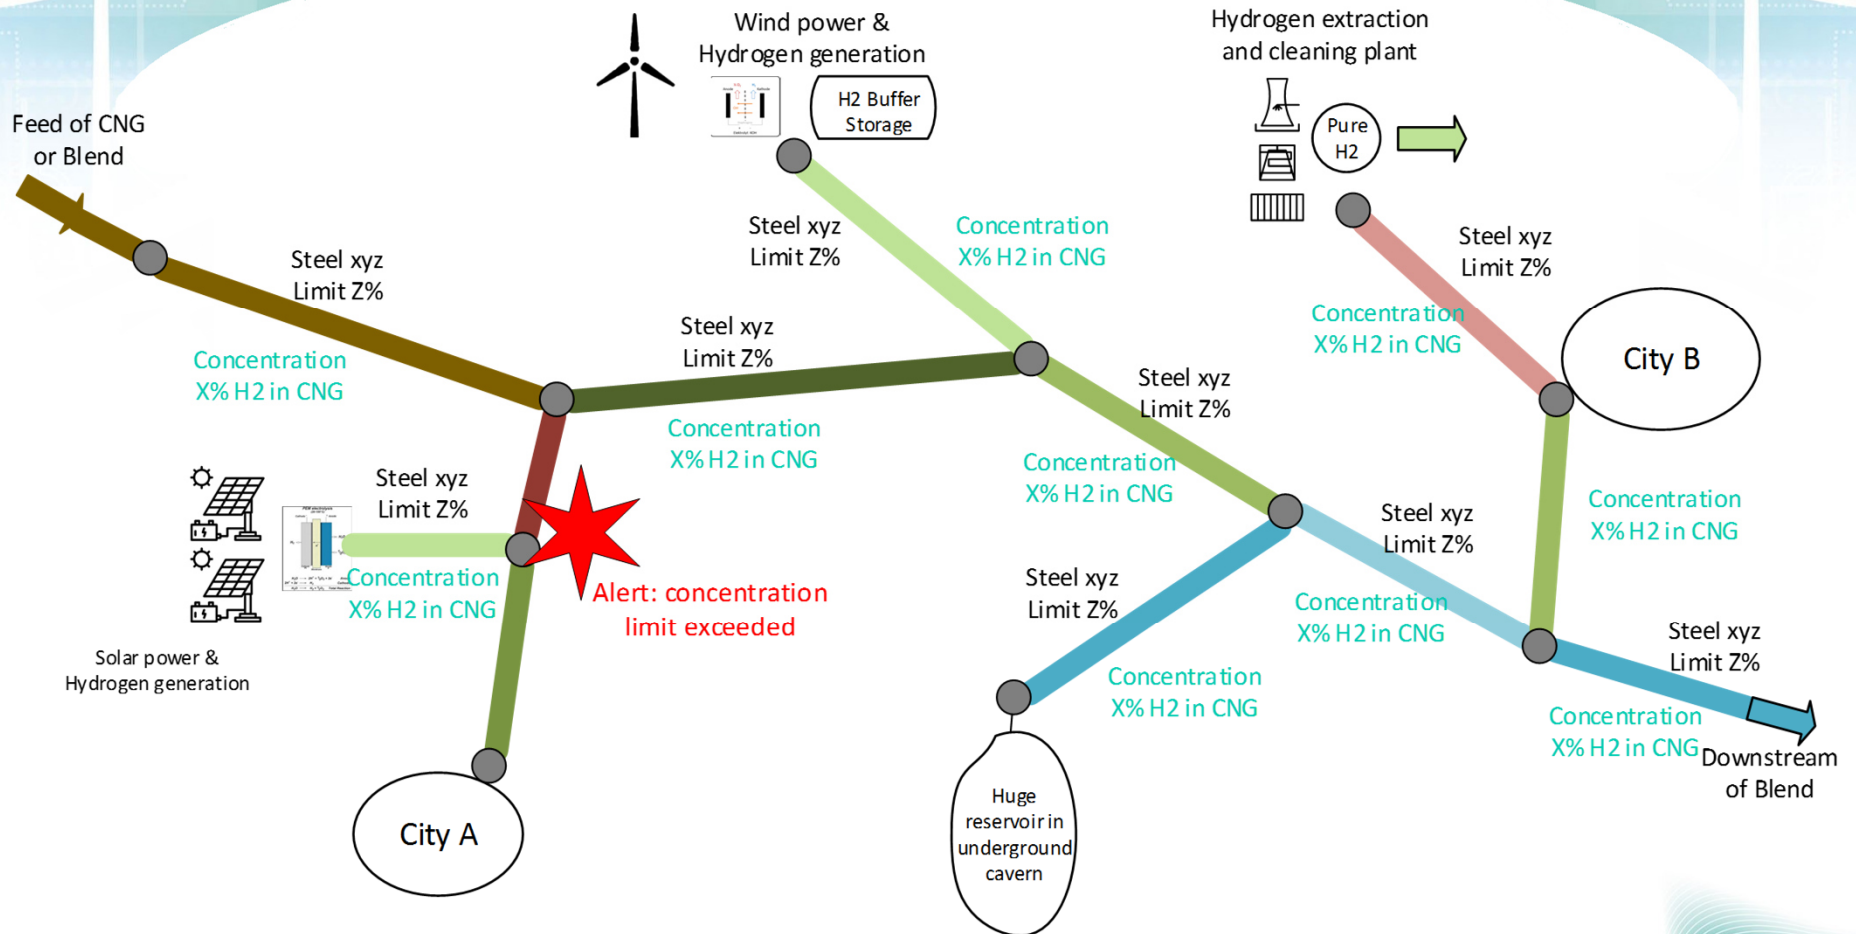 Wind power &
Hydrogen generation
H2 Buffer
Storage
Hydrogen extraction
and cleaning plant
Pure
H2
Feed of CNG
or Blend
Steel xyz
Limit Z%
Concentration
X% H2 in CNG
Steel xyz
Limit Z%
Concentration
X% H2 in CNG
Steel xyz
Limit Z%
Concentration
X% H2 in CNG
Steel xyz
Limit Z%
Concentration
X% H2 in CNG
City B
Steel xyz
Limit Z%
Concentration
X% H2 in CNG
Steel xyz
Limit Z%
Concentration
X% H2 in CNG
Solar power &
Hydrogen generation
Alert: concentration
limit exceeded
Steel xyz
Limit Z%
Concentration
X% H2 in CNG
Concentration
X% H2 in CNG
Steel xyz
Limit Z%
Concentration
X% H2 in CNG
Steel xyz
Limit Z%
Concentration
X% H2 in CNG
Downstream
of Blend
City A
Huge
reservoir in
underground
cavern